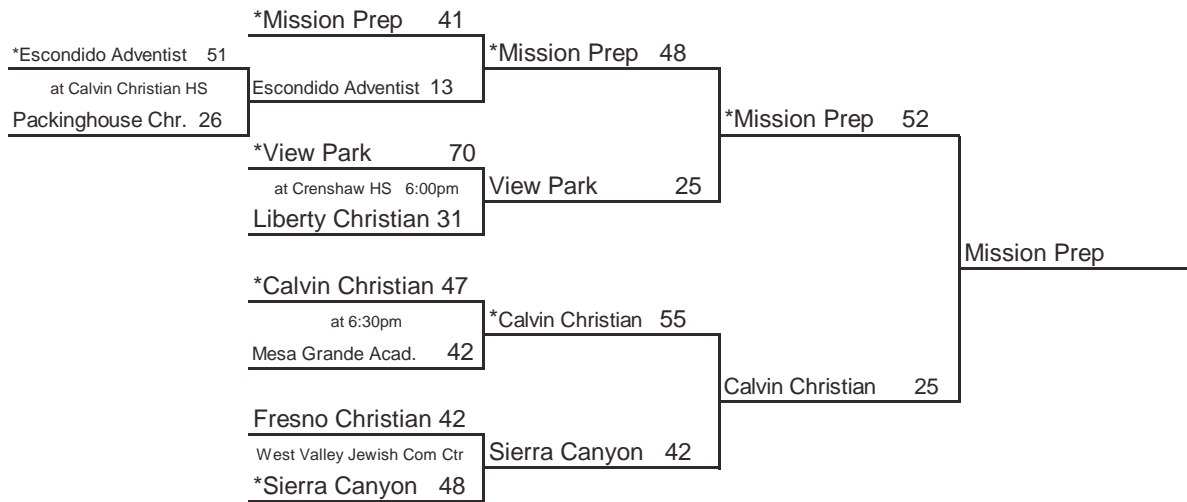 *Escondido Adventist 51
at Calvin Christian HS
Packinghouse Chr. 26
*Mission Prep 41
Escondido Adventist 13
*View Park 70
at Crenshaw HS 6:00pm
Liberty Christian 31
*Calvin Christian 47
at 6:30pm
Mesa Grande Acad. 42
Fresno Christian 42
West Valley Jewish Com Ctr
*Sierra Canyon 48
*Mission Prep 48
View Park 25
*Calvin Christian 55
Sierra Canyon 42
*Mission Prep 52
Calvin Christian 25
Mission Prep